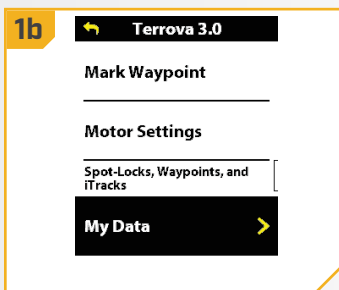 1b
Terrova 3.0
Mark Waypoint
Motor Settings
Spot-Locks, Waypoints, and
iTracks
My Data